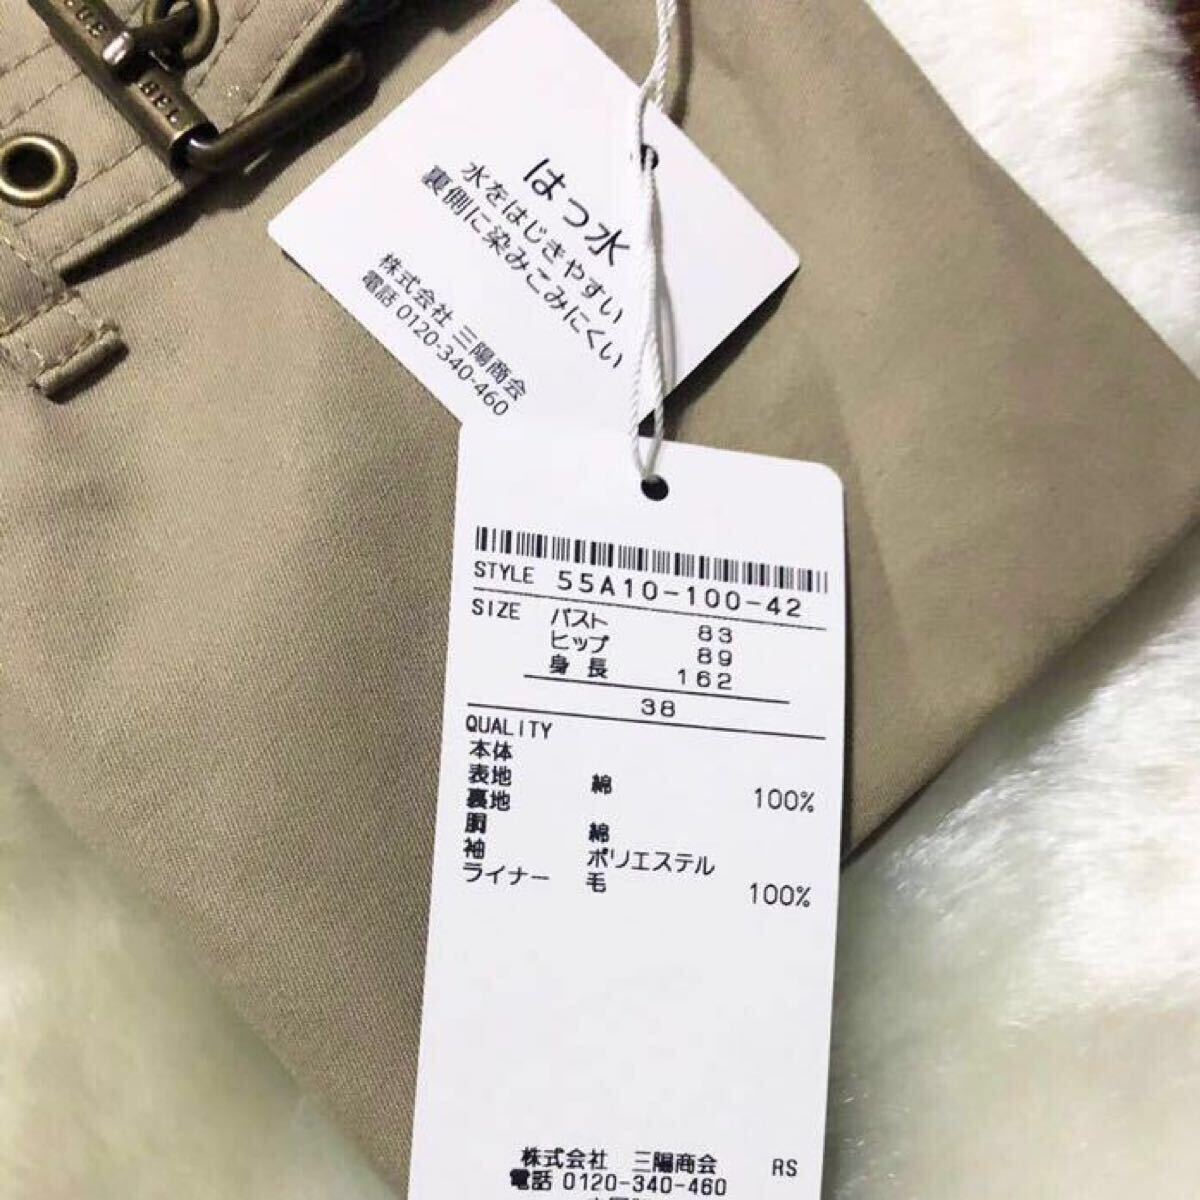 BEL
はっ水
水をはじきやすい
裏側に染みこみにくい
株式会社 三陽商会
電話 0120-340-460
STYLE 55A10-100-42
SIZE バスト 83
ヒップ 89
身長 162
38
QUALITY
本体
表地 綿 100%
裏地
胴 綿
袖 ポリエステル
ライナー 毛 100%
株式会社 三陽商会 RS
電話 0120-340-460